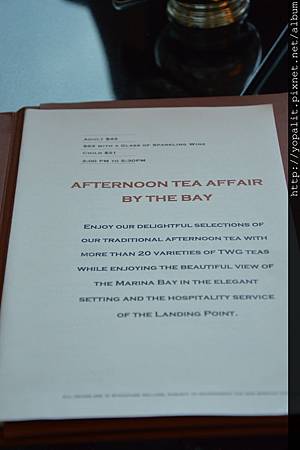 Adult $43
$63 with a Glass of Sparkling Wine
Child $21
3:00 PM to 5:30PM
AFTERNOON TEA AFFAIR
BY THE BAY
Enjoy our delightful selections of
our traditional afternoon tea with
more than 20 varieties of TWG teas
while enjoying the beautiful view of
the Marina Bay in the elegant
setting and the hospitality service
of the Landing Point.
http://yopalit.pixnet.net/album